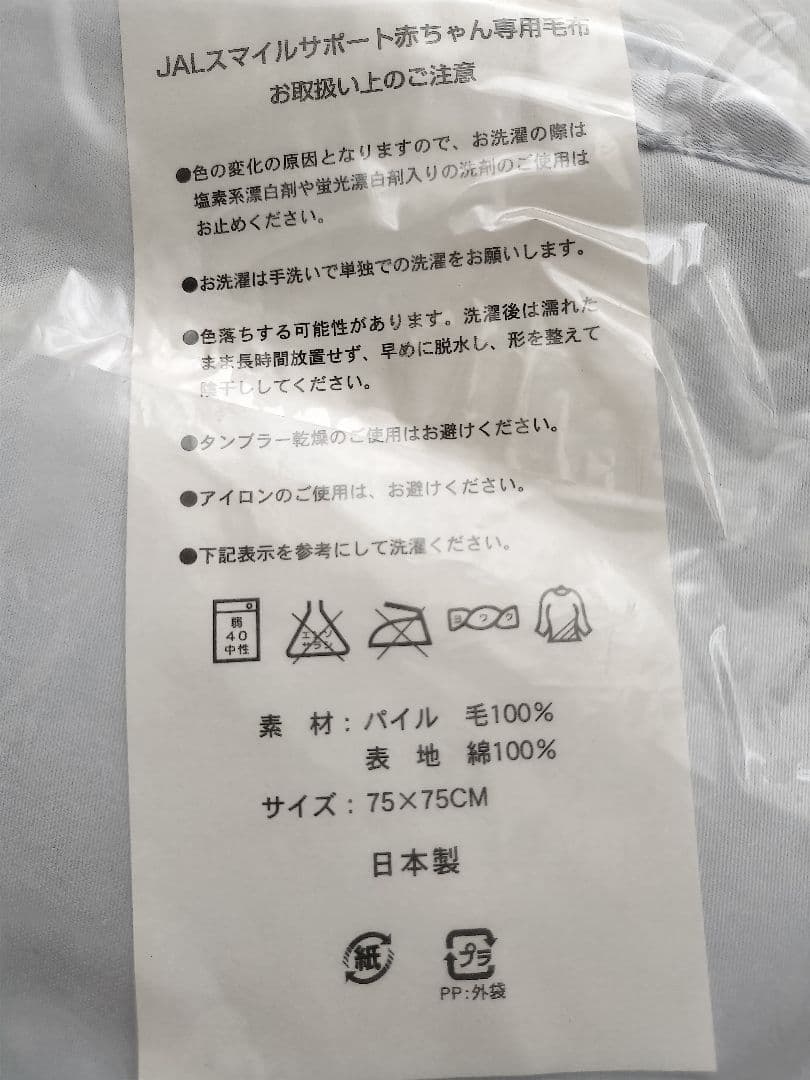 JALスマイルサポート赤ちゃん専用毛布
お取扱い上のご注意
●色の変化の原因となりますので、お洗濯の際は
塩素系漂白剤や蛍光漂白剤入りの洗剤のご使用は
お止めください。
●お洗濯は手洗いで単独での洗濯をお願いします。
●色落ちする可能性があります。洗濯後は濡れた
まま長時間放置せず、早めに脱水し、形を整えて
陰干ししてください。
●タンブラー乾燥のご使用はお避けください。
●アイロンのご使用は、お避けください。
●下記表示を参考にして洗濯ください。
弱
40
中性
エンソ
サラシ
ヨワク
素 材：パイル 毛100%
表 地 綿100%
サイズ：75×75CM
日本製
紙
プラ
PP:外袋